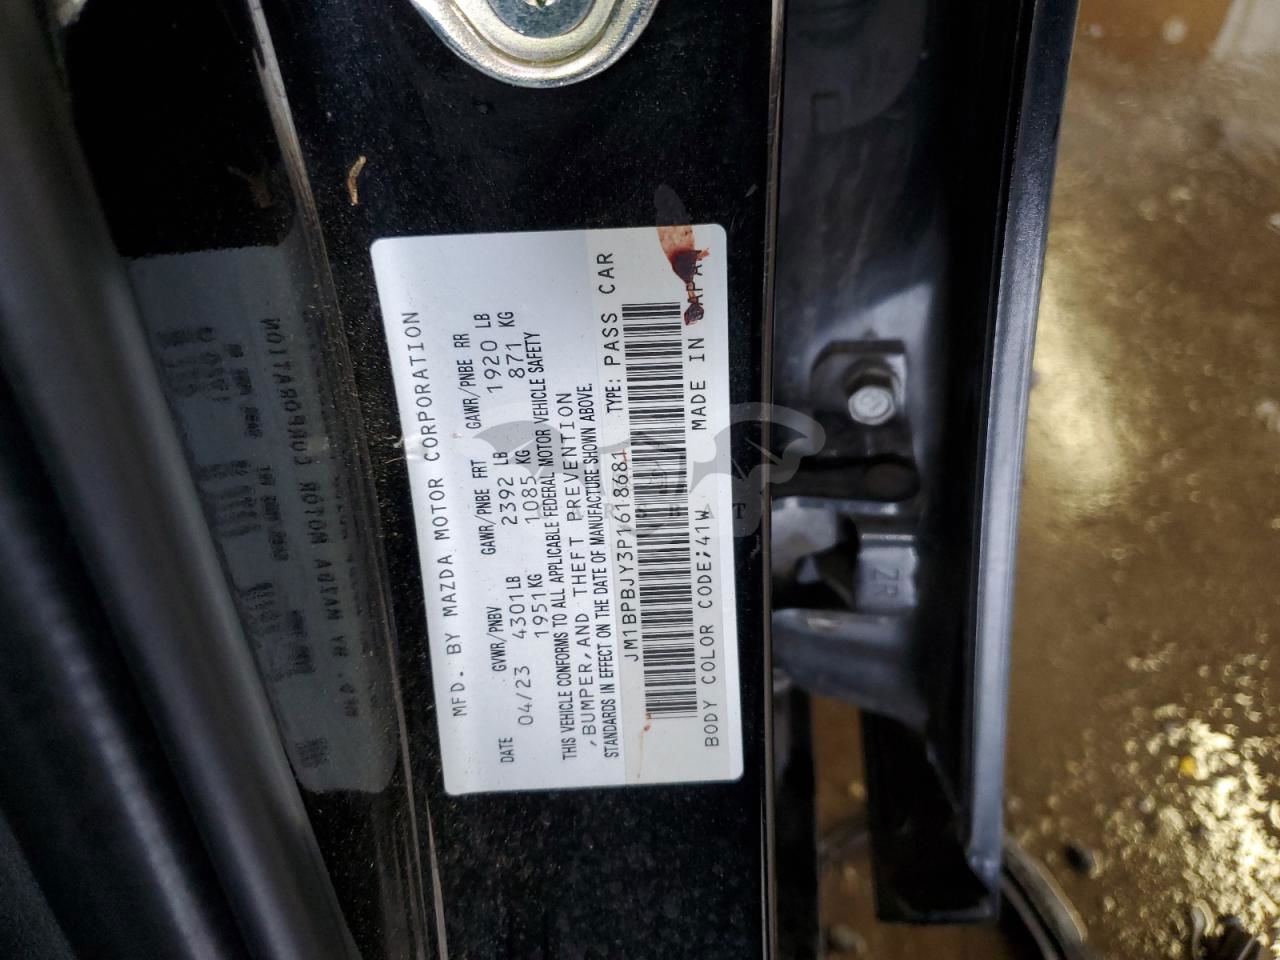 MFD. BY MAZDA MOTOR CORPORATION
DATE GVWR/PNBV GAWR/PNBE FRT GAWR/PNBE RR
04/23 4301LB 2392 LB 1920 LB
1951KG 1085 KG 871 KG
THIS VEHICLE CONFORMS TO ALL APPLICABLE FEDERAL MOTOR VEHICLE SAFETY
,BUMPER,AND THEFT PREVENTION
STANDARDS IN EFFECT ON THE DATE OF MANUFACTURE SHOWN ABOVE.
JM1BPBJY3P1618681 TYPE: PASS CAR
BODY COLOR CODE;41W MADE IN JAPAN
2R